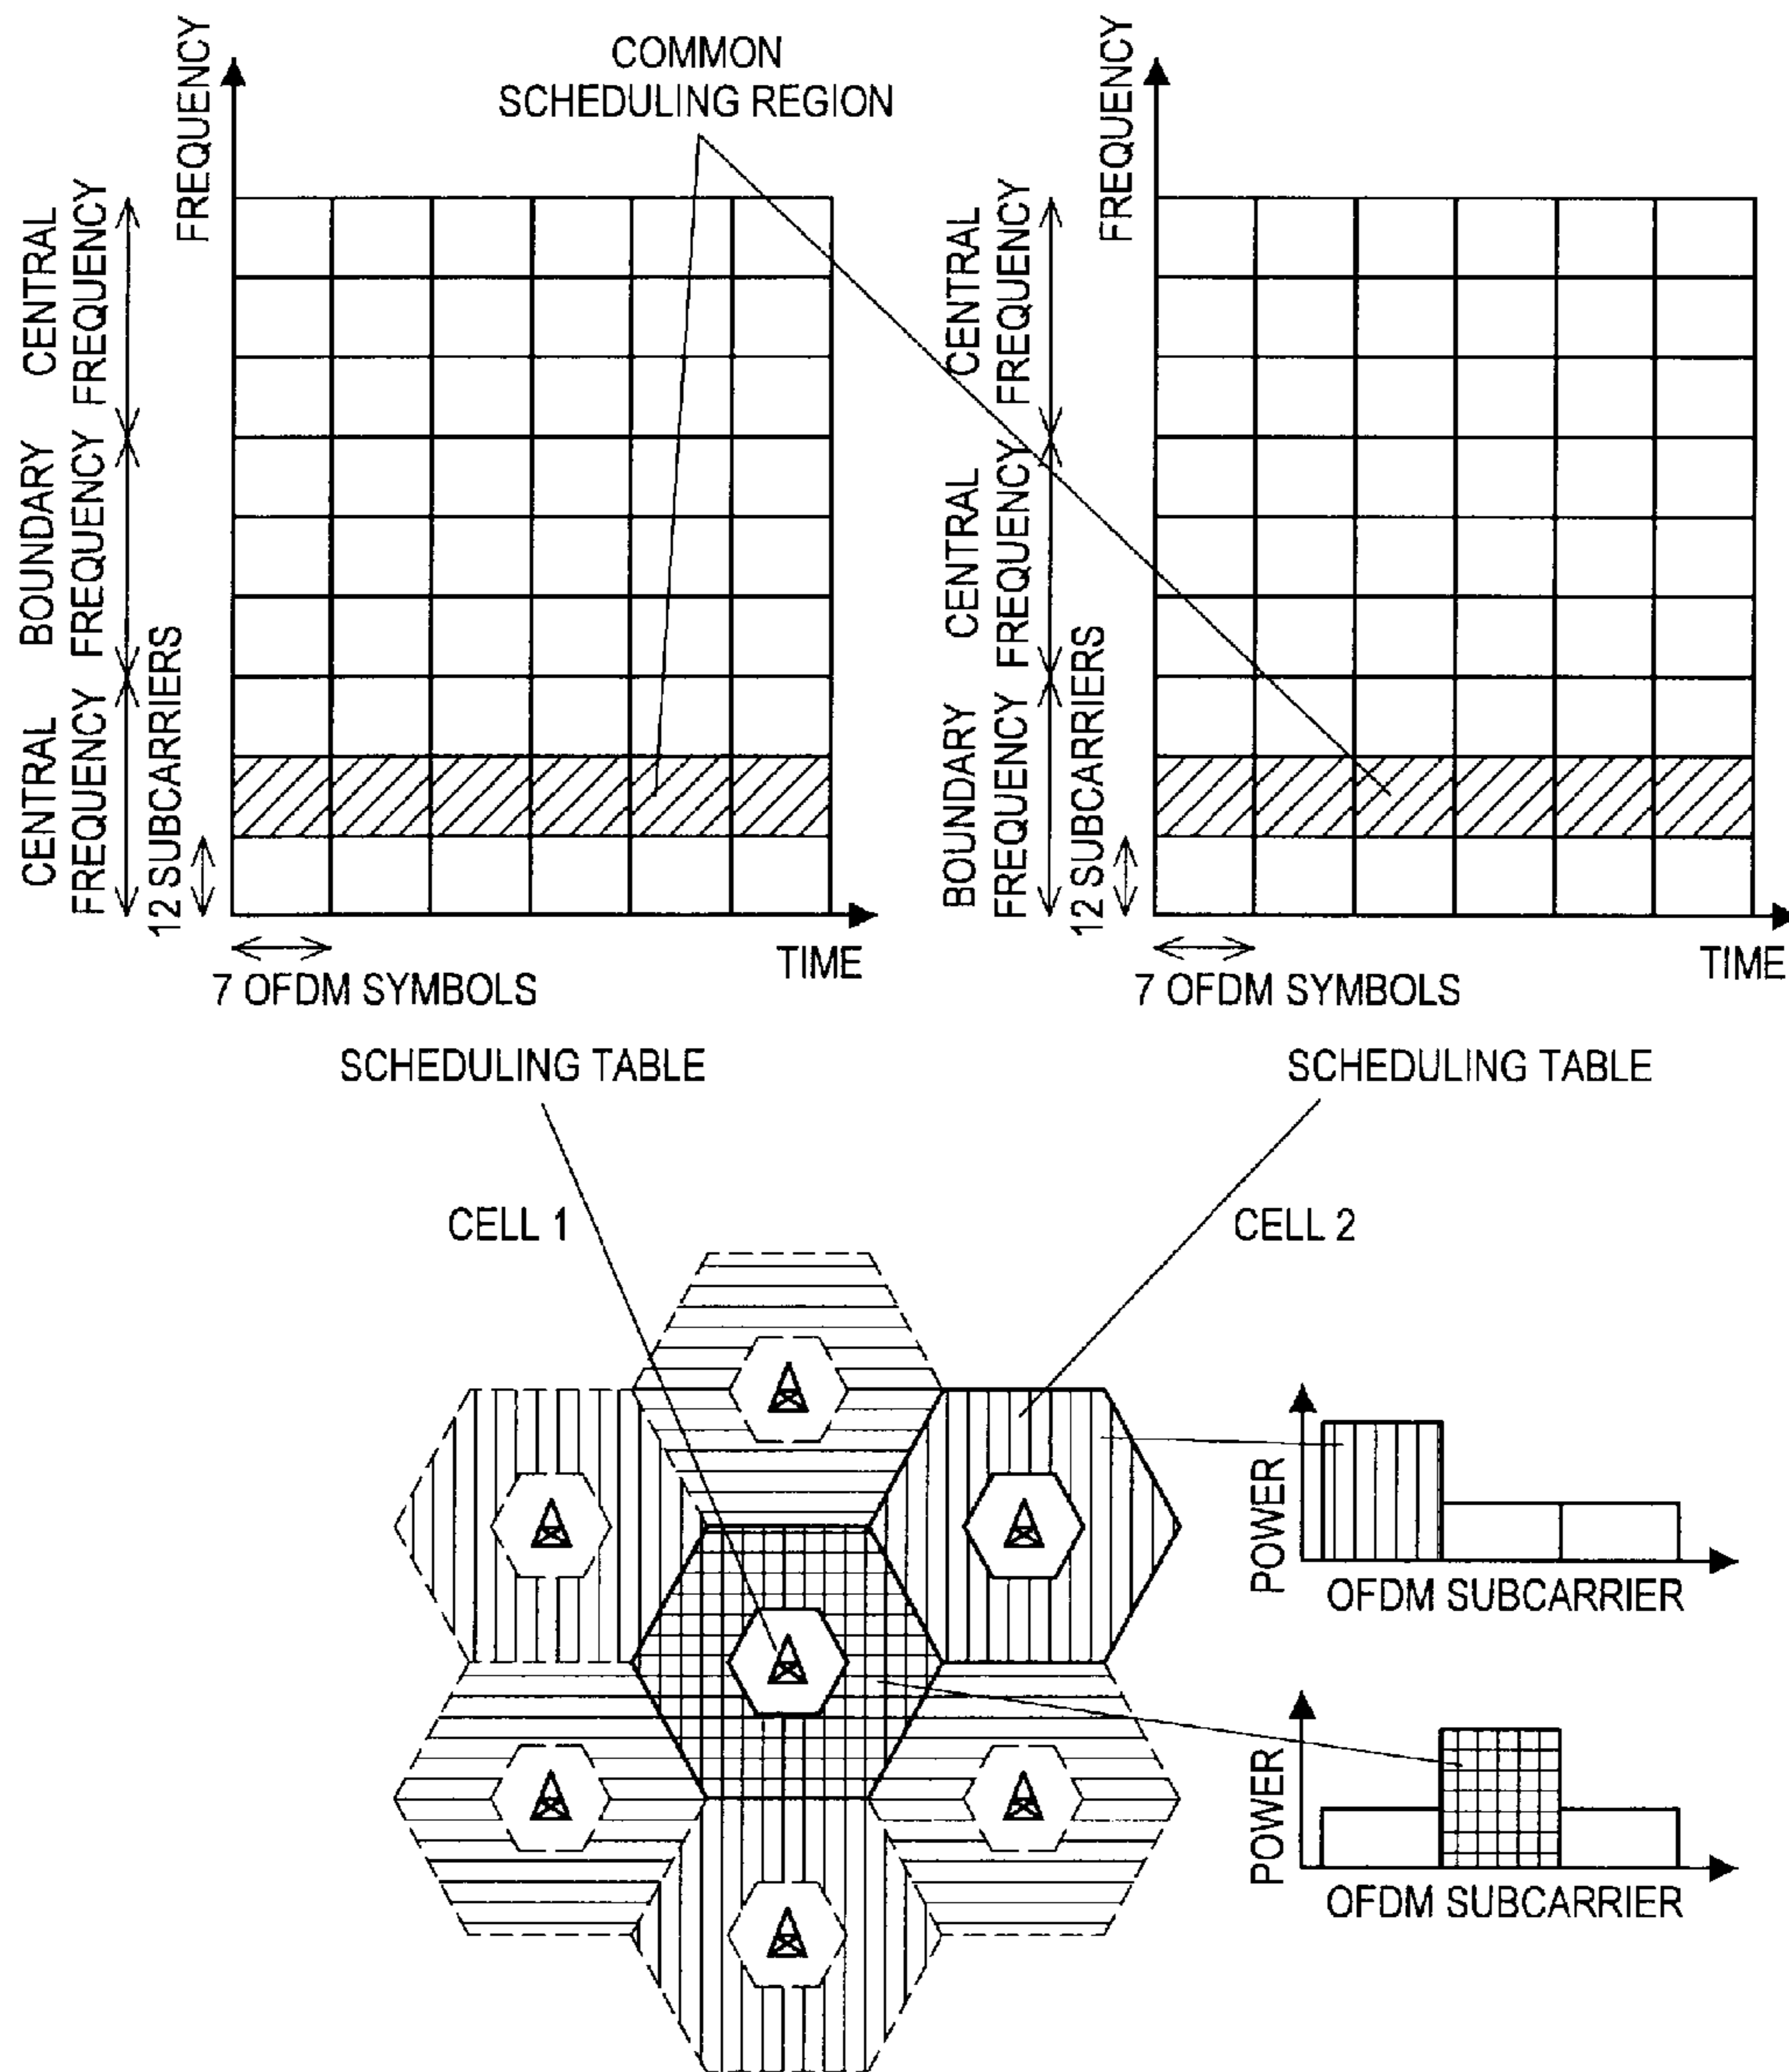 COMMON
SCHEDULING REGION
FREQUENCY
CENTRAL
FREQUENCY
BOUNDARY
FREQUENCY
CENTRAL
FREQUENCY
12 SUBCARRIERS
7 OFDM SYMBOLS
TIME
FREQUENCY
CENTRAL
FREQUENCY
CENTRAL
FREQUENCY
BOUNDARY
FREQUENCY
12 SUBCARRIERS
7 OFDM SYMBOLS
TIME
SCHEDULING TABLE
SCHEDULING TABLE
CELL 1
CELL 2
POWER
OFDM SUBCARRIER
POWER
OFDM SUBCARRIER